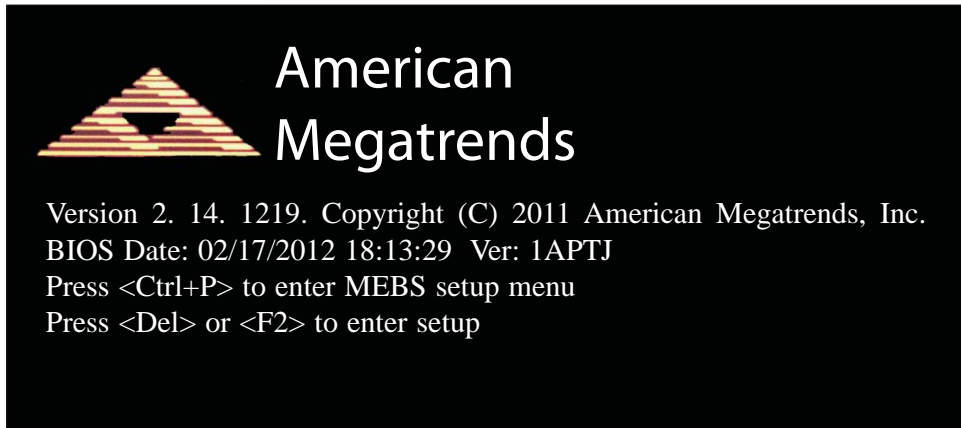 American
Megatrends
Version 2. 14. 1219. Copyright (C) 2011 American Megatrends, Inc.
BIOS Date: 02/17/2012 18:13:29 Ver: 1APTJ
Press <Ctrl+P> to enter MEBS setup menu
Press <Del> or <F2> to enter setup